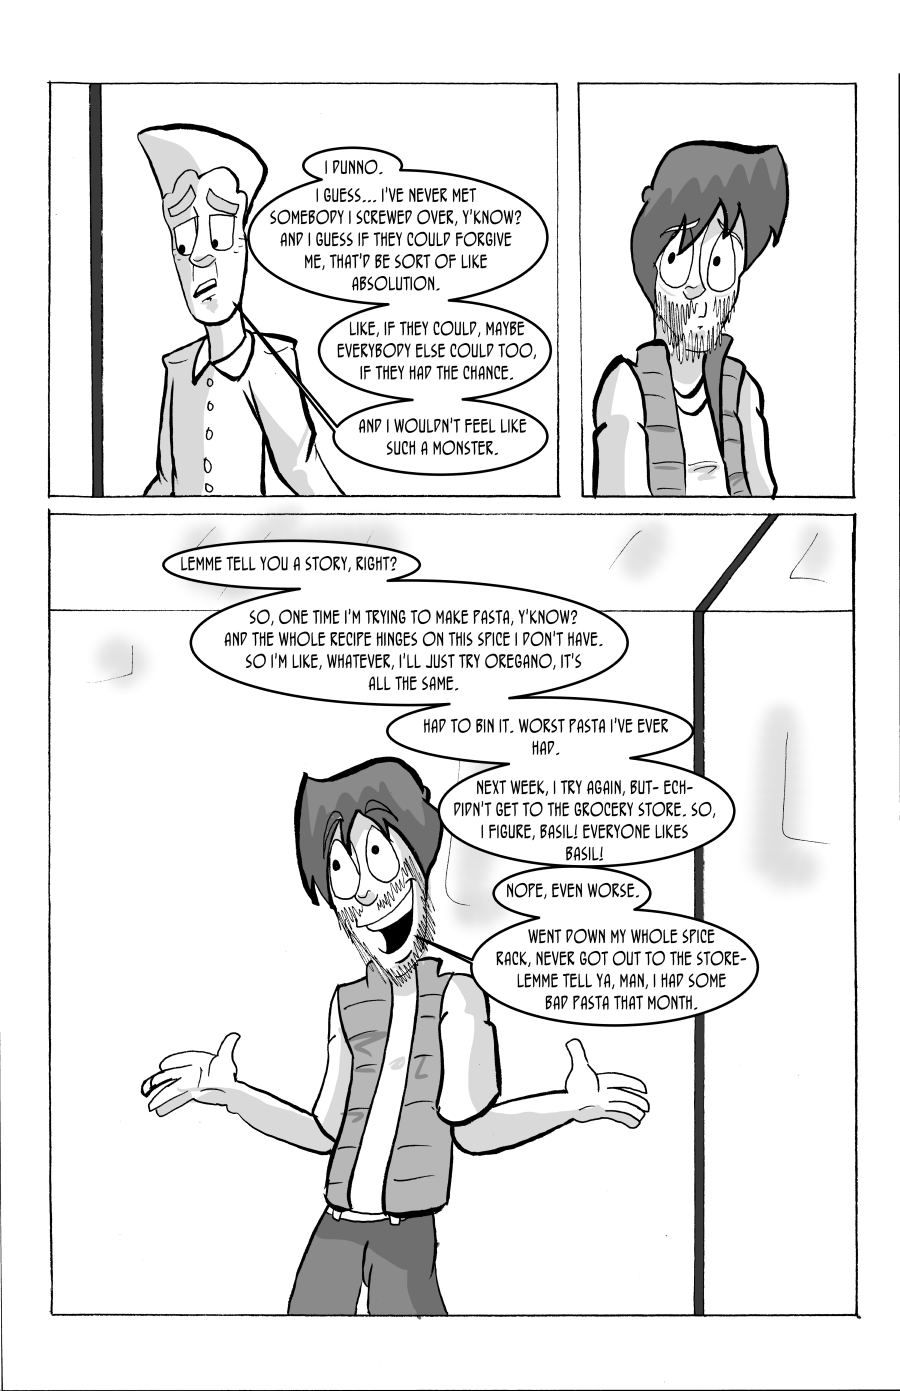 I DUNNO.
I GUESS... I'VE NEVER MET
SOMEBODY I SCREWED OVER, Y'KNOW?
AND I GUESS IF THEY COULD FORGIVE
ME, THAT'D BE SORT OF LIKE
ABSOLUTION.
LIKE, IF THEY COULD, MAYBE
EVERYBODY ELSE COULD TOO,
IF THEY HAD THE CHANCE.
AND I WOULDN'T FEEL LIKE
SUCH A MONSTER.
LEMME TELL YOU A STORY, RIGHT?
SO, ONE TIME I'M TRYING TO MAKE PASTA, Y'KNOW?
AND THE WHOLE RECIPE HINGES ON THIS SPICE I DON'T HAVE.
SO I'M LIKE, WHATEVER, I'LL JUST TRY OREGANO, IT'S
ALL THE SAME.
HAD TO BIN IT. WORST PASTA I'VE EVER
HAD.
NEXT WEEK, I TRY AGAIN, BUT- ECH-
DIDN'T GET TO THE GROCERY STORE. SO,
I FIGURE, BASIL! EVERYONE LIKES
BASIL!
NOPE, EVEN WORSE.
WENT DOWN MY WHOLE SPICE
RACK, NEVER GOT OUT TO THE STORE-
LEMME TELL YA, MAN, I HAD SOME
BAD PASTA THAT MONTH.